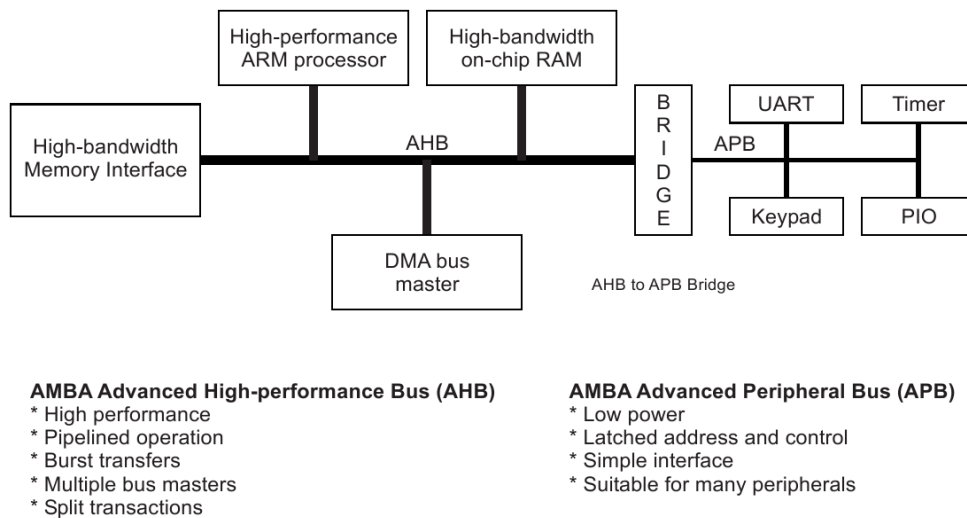 High-performance
ARM processor
High-bandwidth
on-chip RAM
High-bandwidth
Memory Interface
AHB
B
R
I
D
G
E
APB
UART
Timer
Keypad
PIO
DMA bus
master
AHB to APB Bridge
AMBA Advanced High-performance Bus (AHB)
* High performance
* Pipelined operation
* Burst transfers
* Multiple bus masters
* Split transactions
AMBA Advanced Peripheral Bus (APB)
* Low power
* Latched address and control
* Simple interface
* Suitable for many peripherals